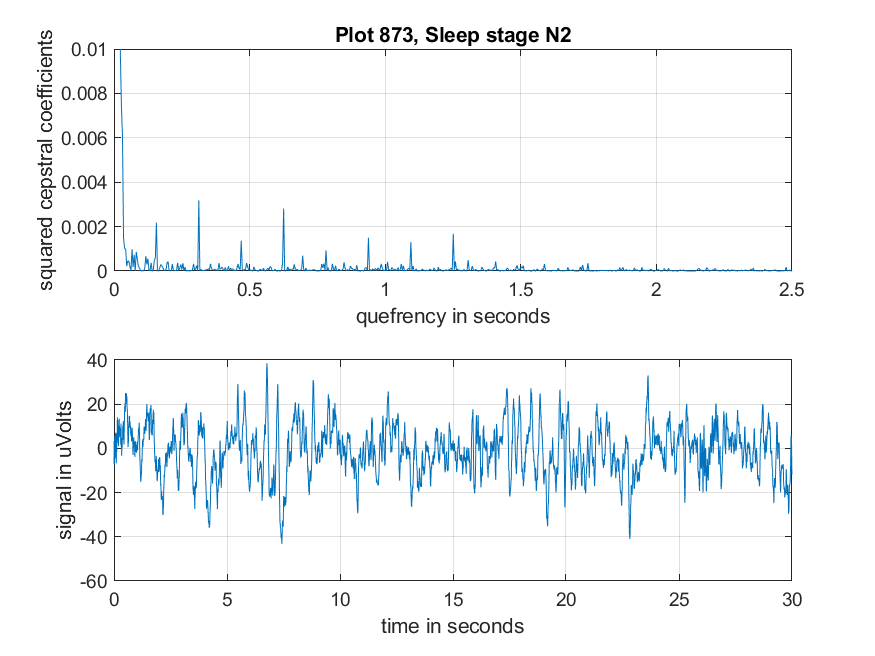 Plot 873, Sleep stage N2
squared cepstral coefficients
0.01
0.008
0.006
0.004
0.002
0
0 0.5 1 1.5 2 2.5
quefrency in seconds
signal in uVolts
40
20
0
-20
-40
-60
0 5 10 15 20 25 30
time in seconds